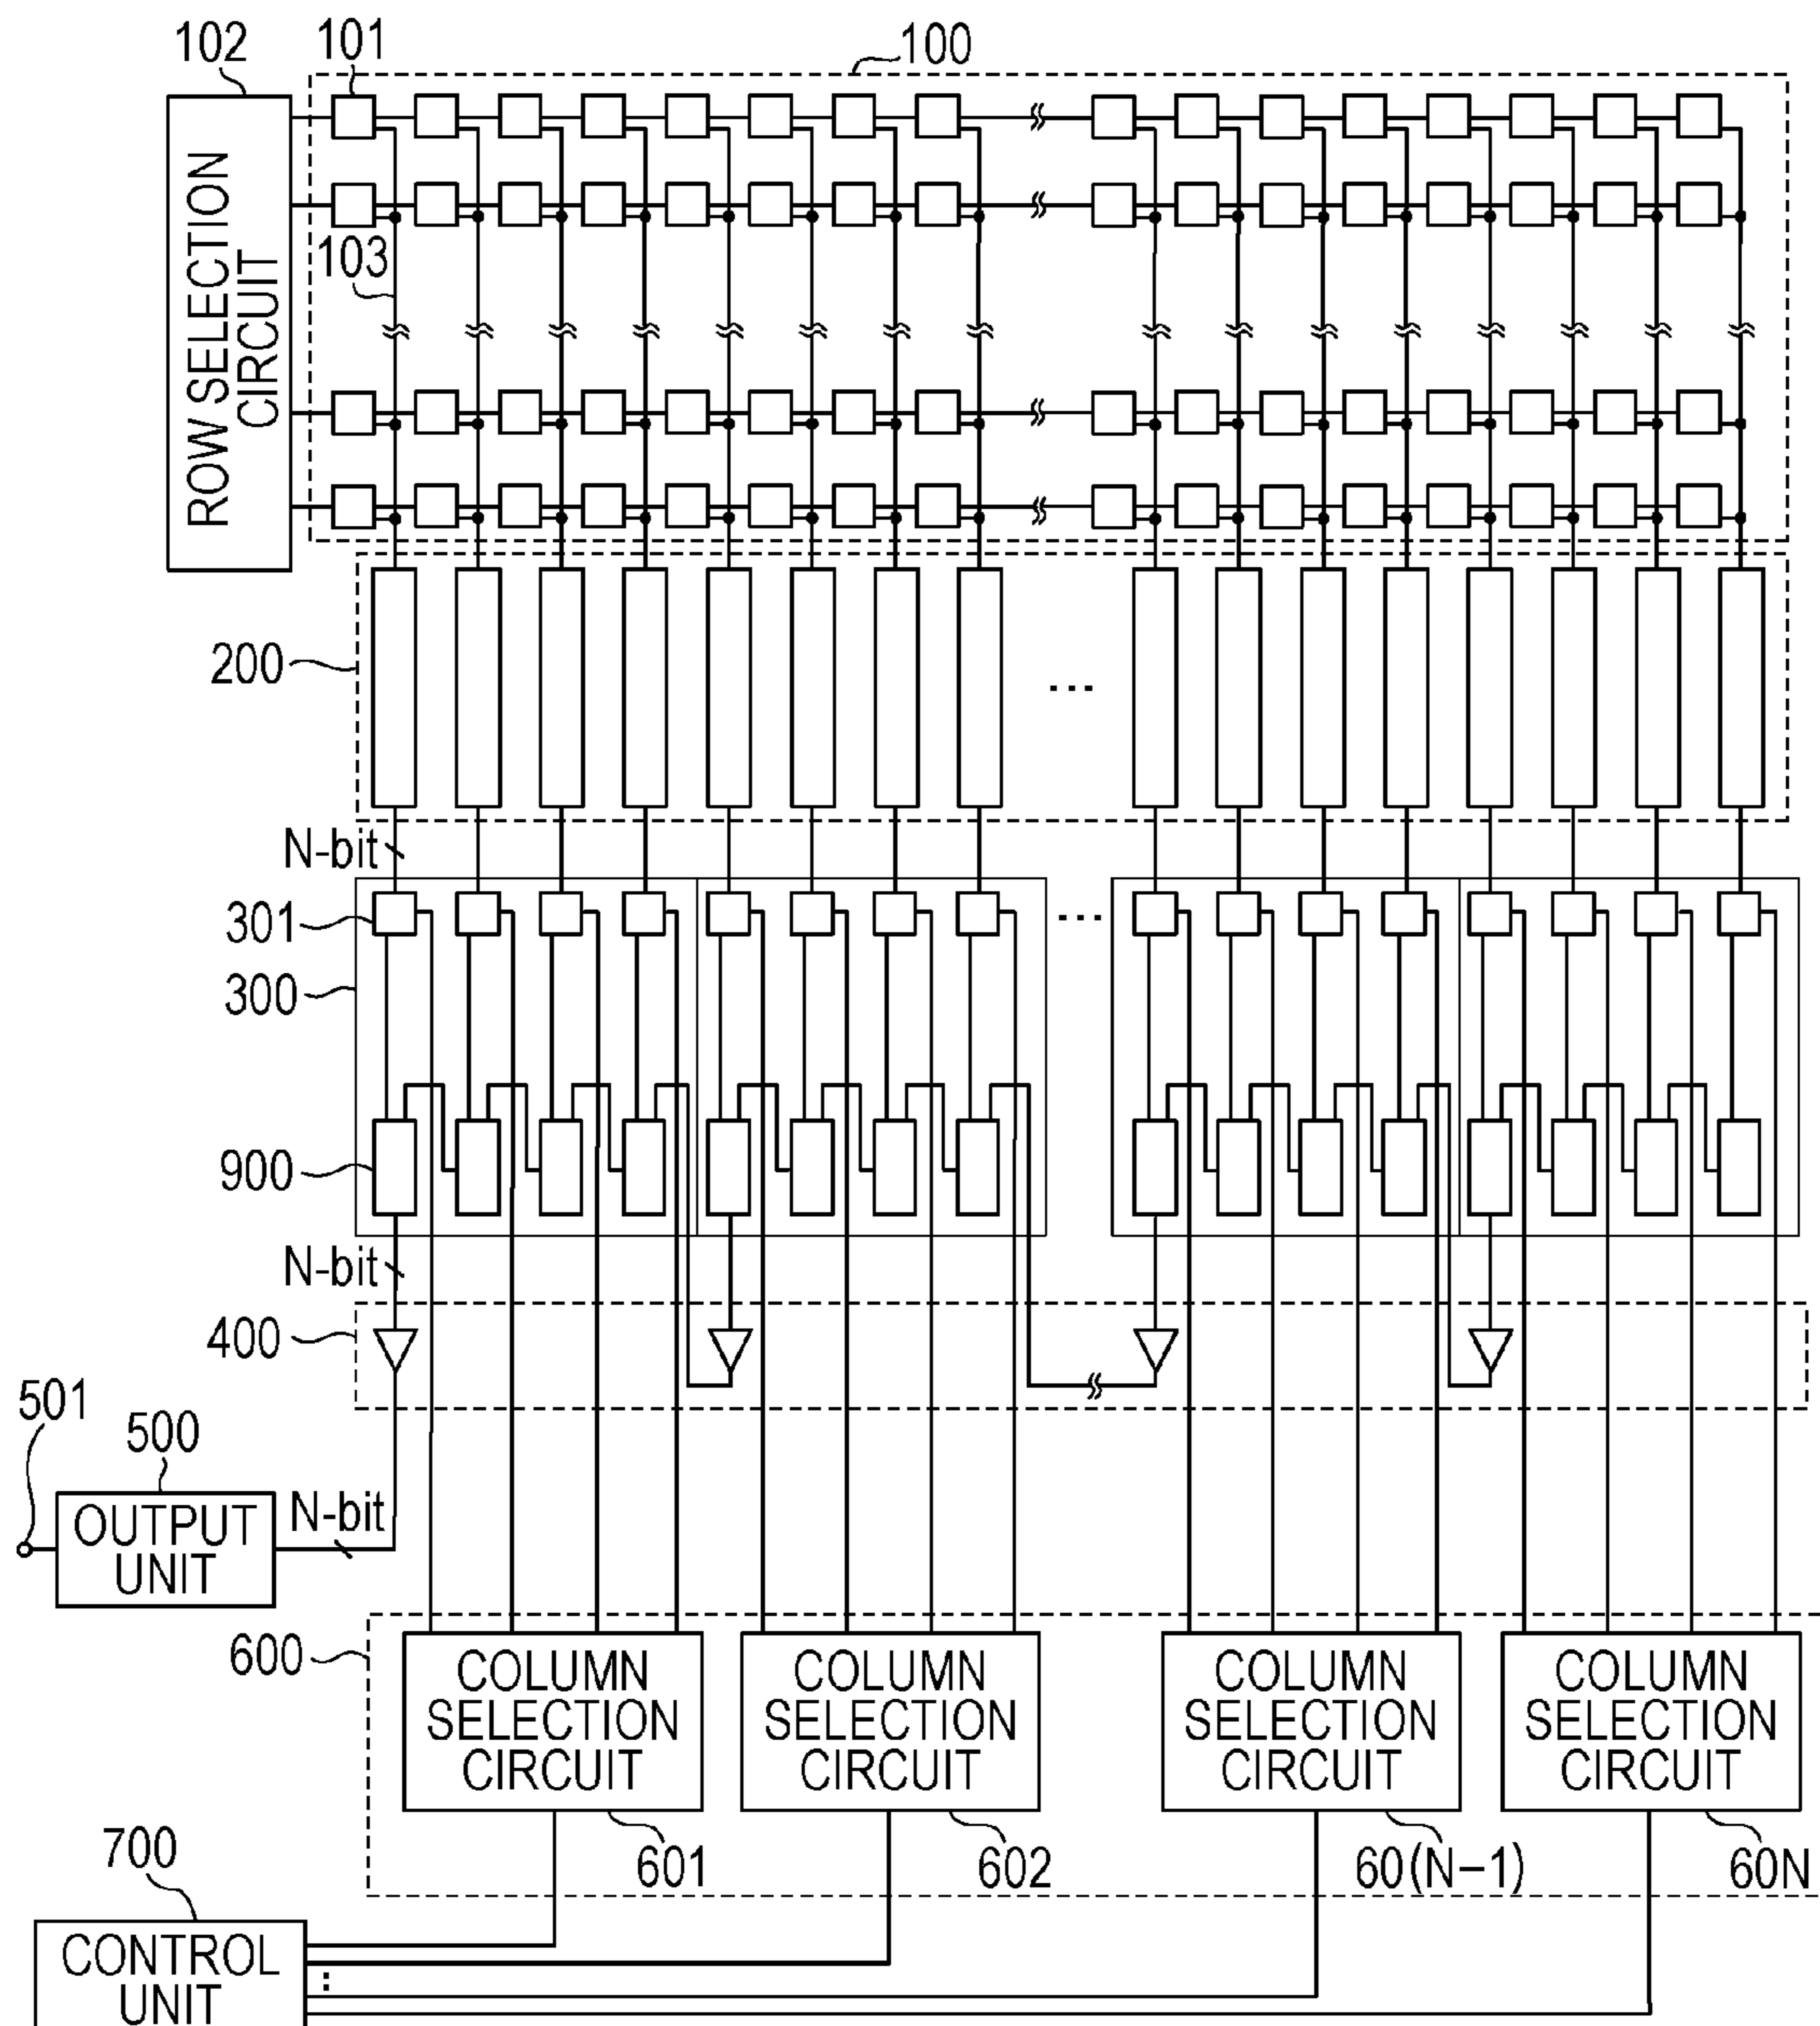 102
101
100
ROW SELECTION
CIRCUIT
103
200
...
N-bit
301
...
300
900
N-bit
400
501
500
OUTPUT
UNIT
N-bit
600
COLUMN
SELECTION
CIRCUIT
COLUMN
SELECTION
CIRCUIT
COLUMN
SELECTION
CIRCUIT
COLUMN
SELECTION
CIRCUIT
601
602
60(N–1)
60N
700
CONTROL
UNIT
: